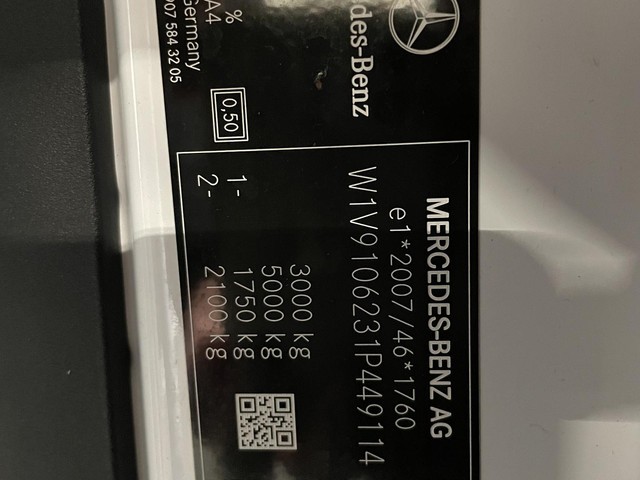 des-Benz
%
A4
Germany
907 584 32 05
0,50
MERCEDES-BENZ AG
e1*2007/46*1760
W1V9106231P449114
3000 kg
5000 kg
1- 1750 kg
2- 2100 kg